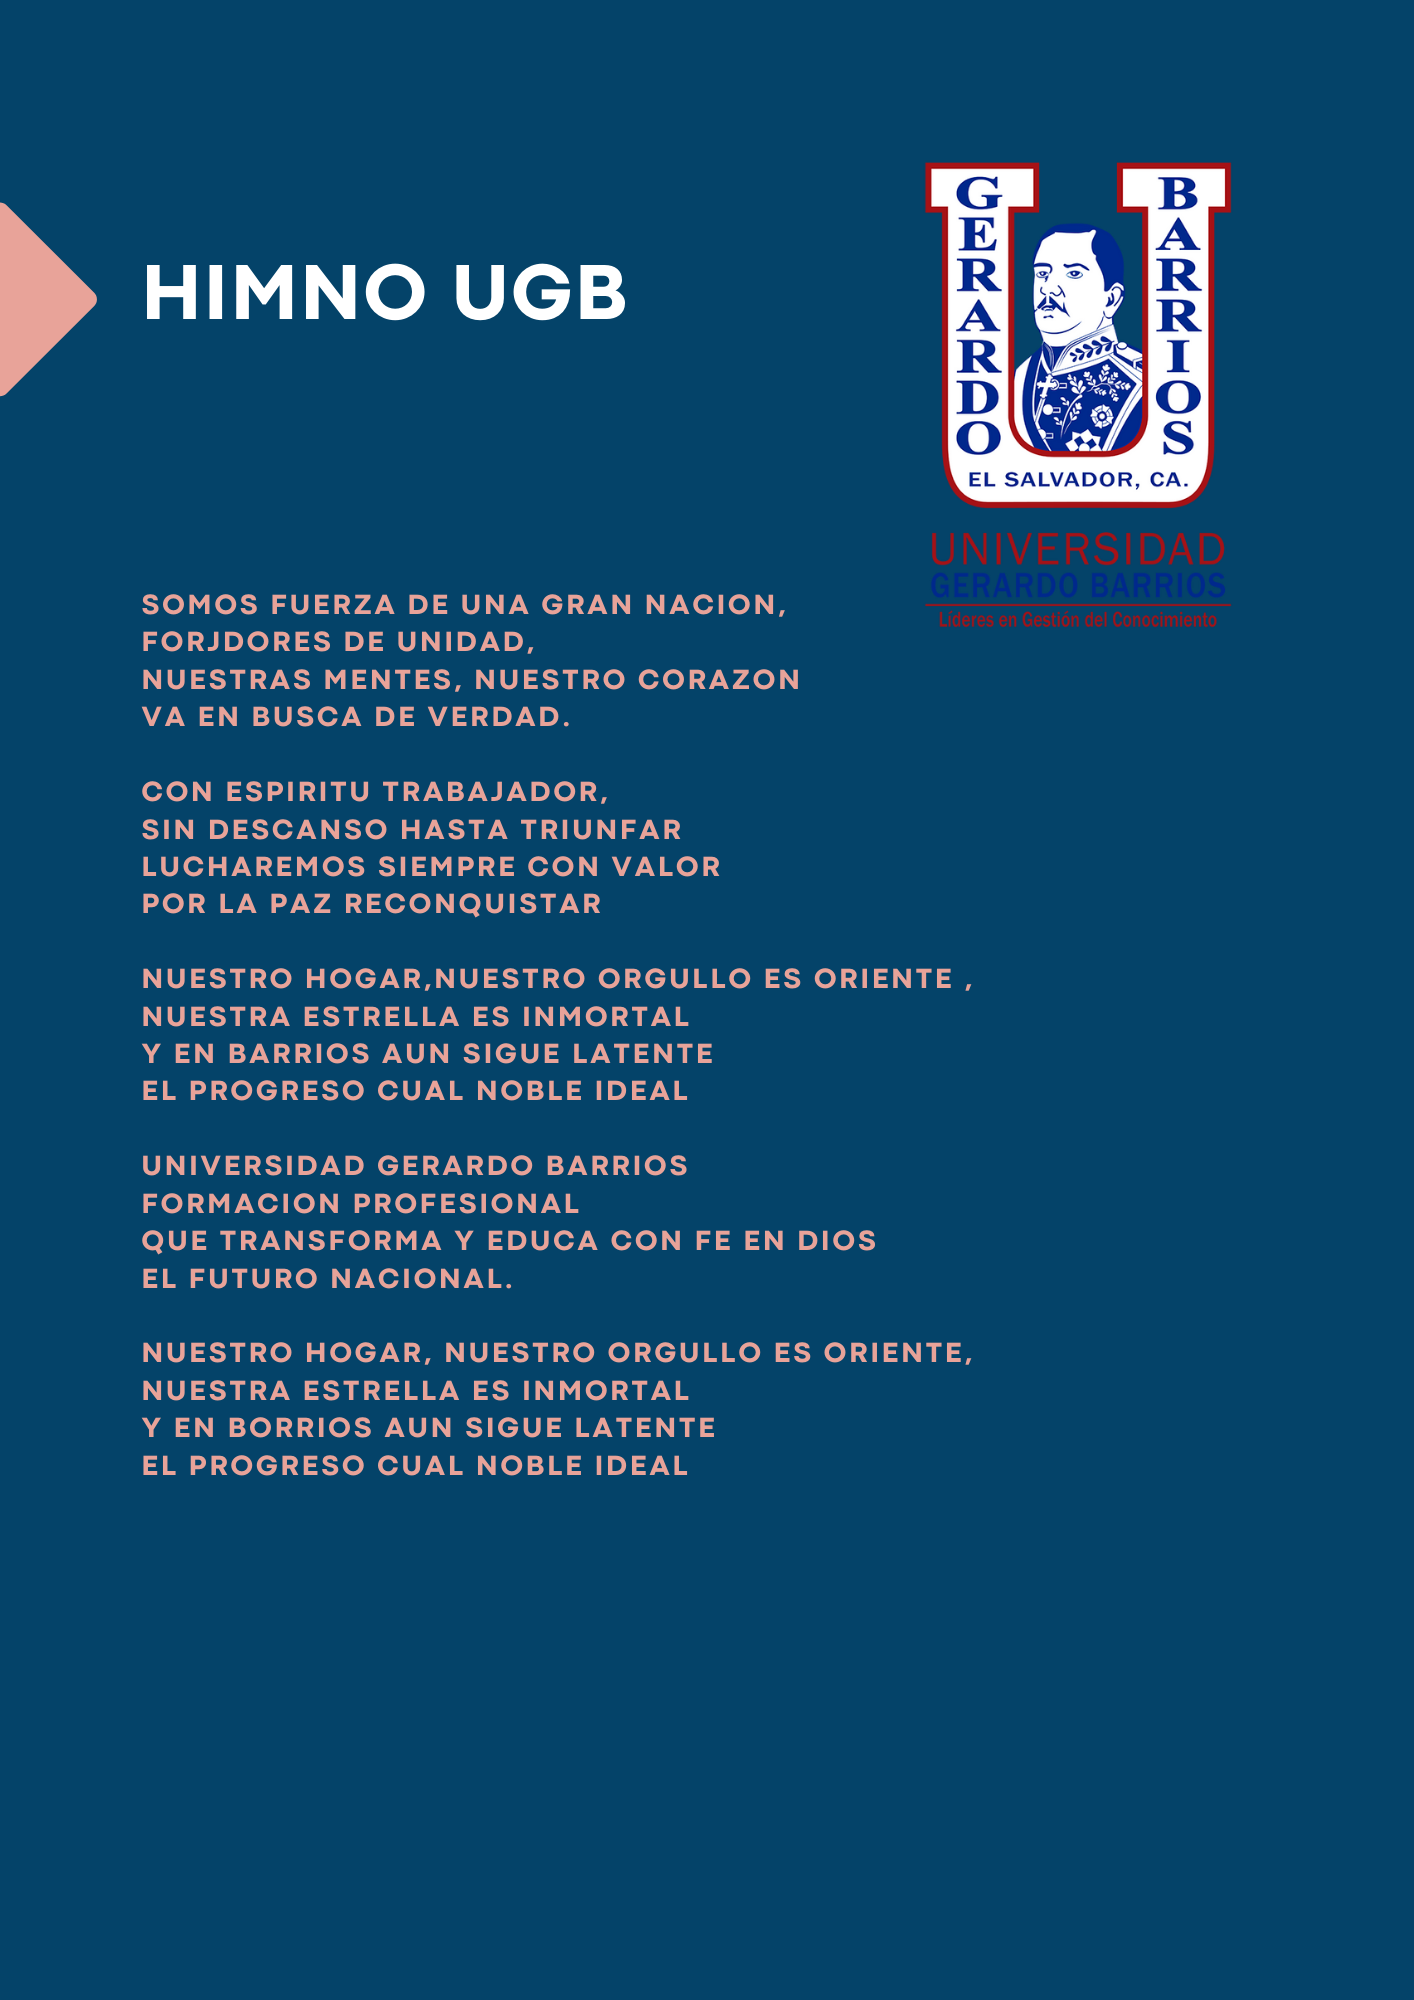 HIMNO UGB
GERARDO
BARRIOS
EL SALVADOR, CA.
UNIVERSIDAD
GERARDO BARRIOS
Líderes en Gestión del Conocimiento
SOMOS FUERZA DE UNA GRAN NACION,
FORJDORES DE UNIDAD,
NUESTRAS MENTES, NUESTRO CORAZON
VA EN BUSCA DE VERDAD.
CON ESPIRITU TRABAJADOR,
SIN DESCANSO HASTA TRIUNFAR
LUCHAREMOS SIEMPRE CON VALOR
POR LA PAZ RECONQUISTAR
NUESTRO HOGAR,NUESTRO ORGULLO ES ORIENTE ,
NUESTRA ESTRELLA ES INMORTAL
Y EN BARRIOS AUN SIGUE LATENTE
EL PROGRESO CUAL NOBLE IDEAL
UNIVERSIDAD GERARDO BARRIOS
FORMACION PROFESIONAL
QUE TRANSFORMA Y EDUCA CON FE EN DIOS
EL FUTURO NACIONAL.
NUESTRO HOGAR, NUESTRO ORGULLO ES ORIENTE,
NUESTRA ESTRELLA ES INMORTAL
Y EN BORRIOS AUN SIGUE LATENTE
EL PROGRESO CUAL NOBLE IDEAL